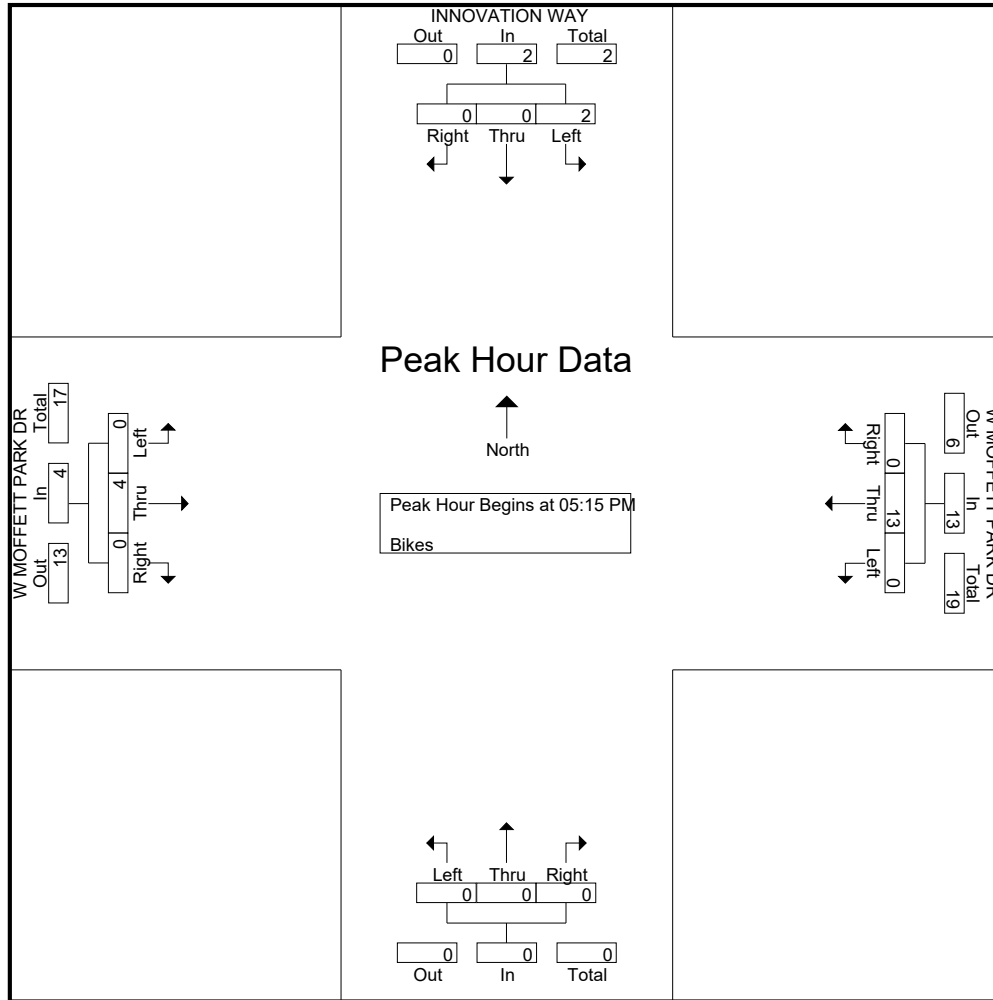 INNOVATION WAY
Out In Total
0 2 2
0 0 2
Right Thru Left
Peak Hour Data
North
Peak Hour Begins at 05:15 PM
Bikes
W MOFFETT PARK DR
Out In Total
13 4 17
Right Thru Left
0 4 0
W MOFFETT PARK DR
Out In Total
6 13 19
Right Thru Left
0 13 0
Left Thru Right
0 0 0
0 0 0
Out In Total